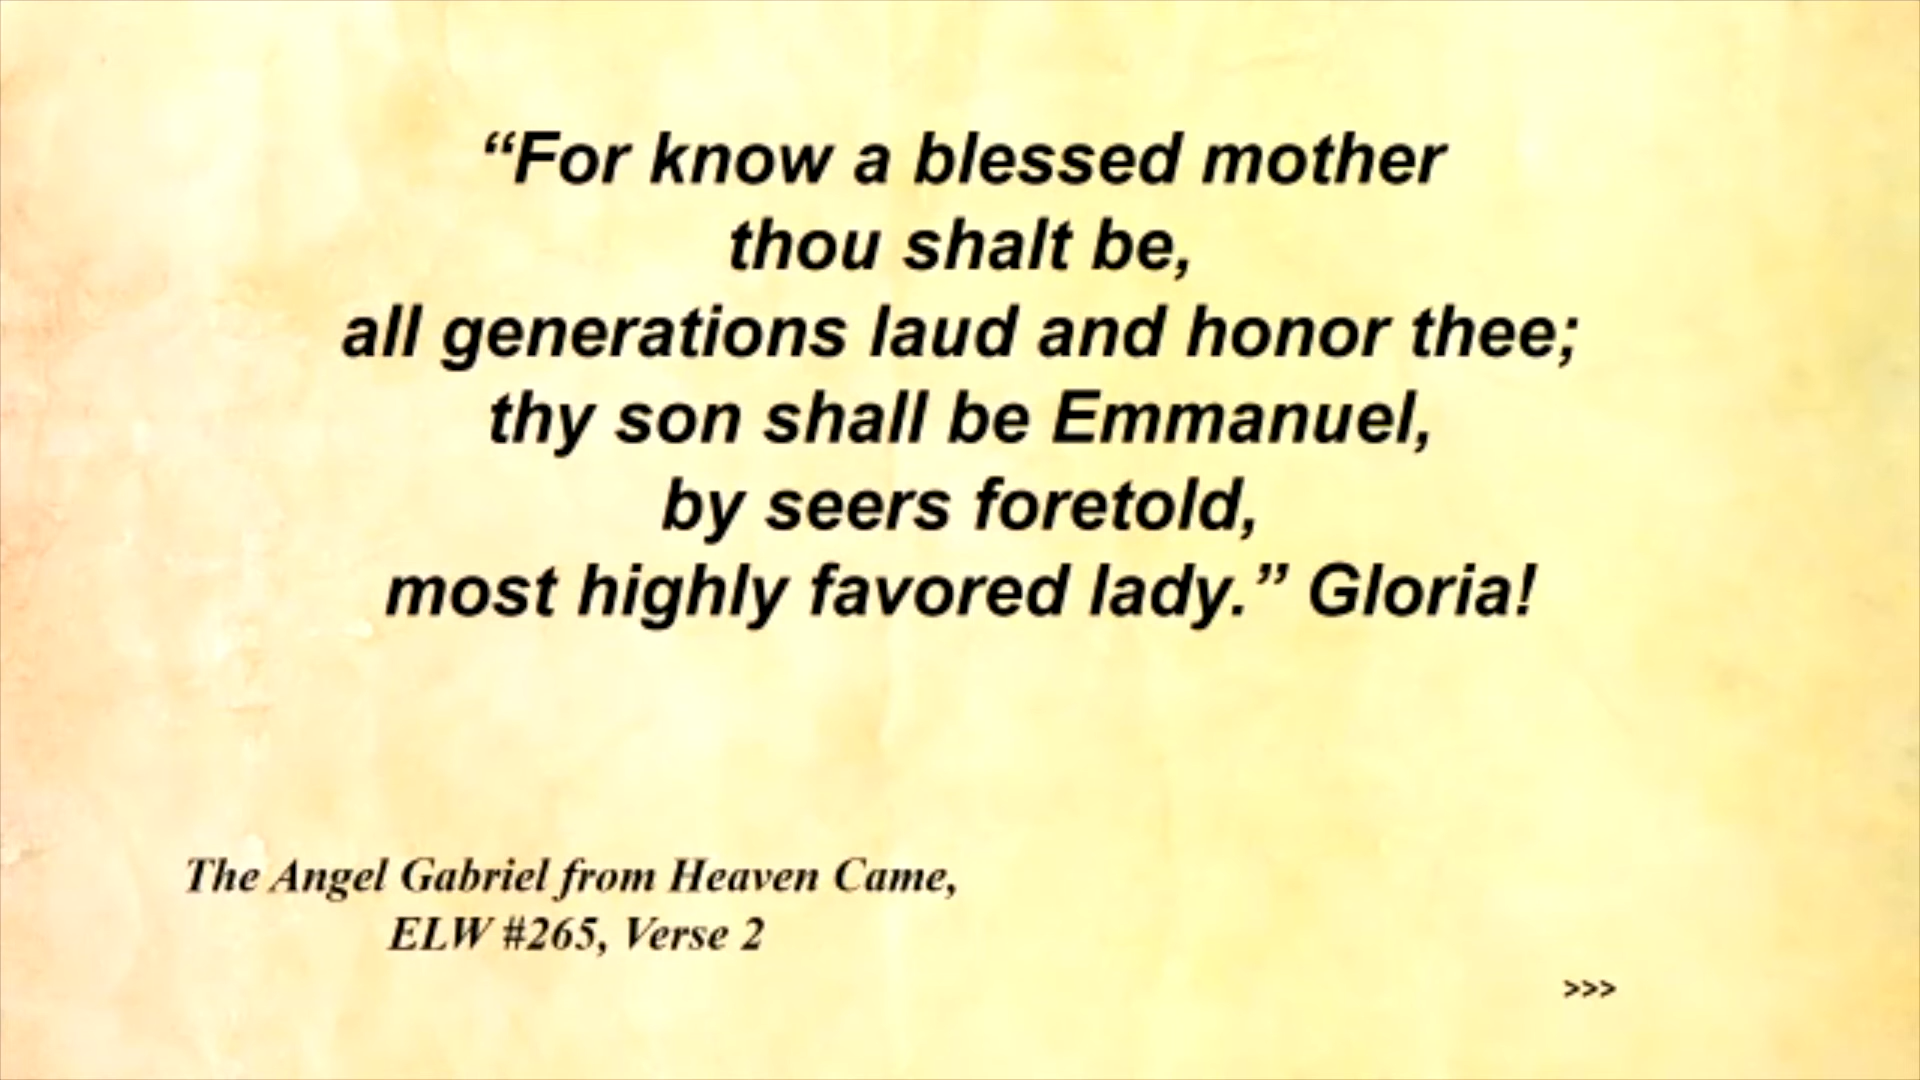 “For know a blessed mother
thou shalt be,
all generations laud and honor thee;
thy son shall be Emmanuel,
by seers foretold,
most highly favored lady.” Gloria!
The Angel Gabriel from Heaven Came,
ELW #265, Verse 2
>>>